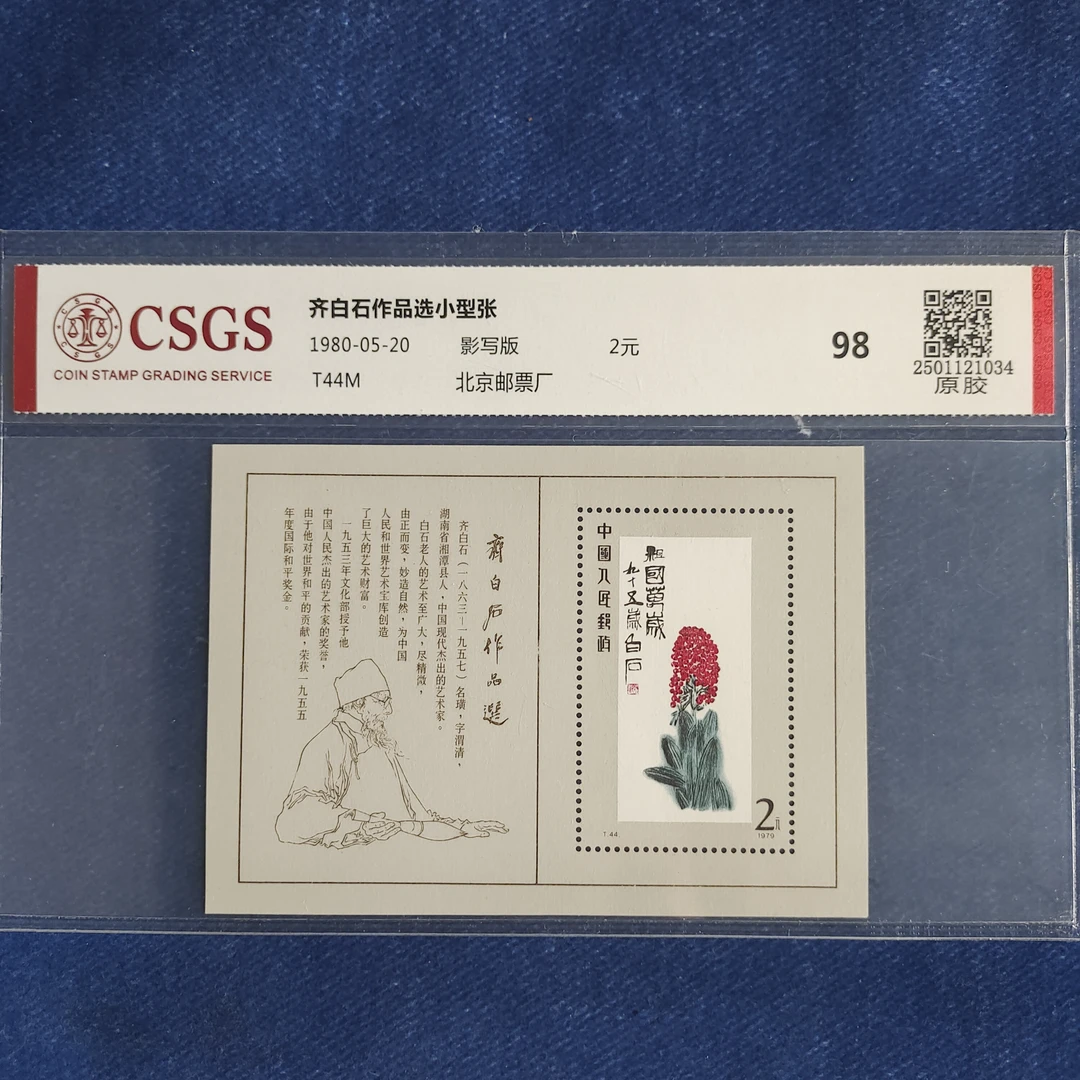 CSGS
COIN STAMP GRADING SERVICE
齐白石作品选小型张
1980-05-20 影写版 2元
T44M 北京邮票厂
98
2501121034
原胶
齊白石作品選
齐白石（一八六三—一九五七）名璜，字渭清，
湖南省湘潭县人，中国现代杰出的艺术家。
白石老人的艺术至广大，尽精微，
由正而变，妙造自然，为中国
人民和世界艺术宝库创造
了巨大的艺术财富。
一九五三年文化部授予他
中国人民杰出的艺术家的奖誉，
由于他对世界和平的贡献，荣获一九五五
年度国际和平奖金。
中國人民郵政
祖國萬歲
九十五歲白石
T 44.
2元
1979